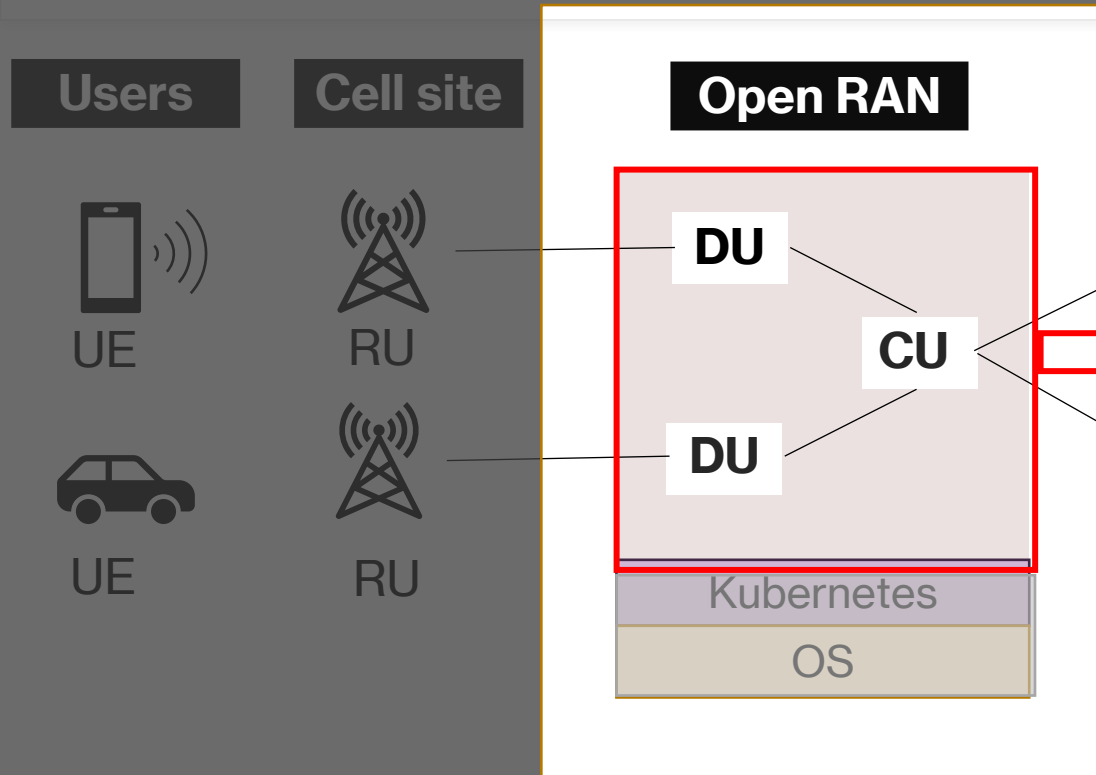 Users
Cell site
Open RAN
UE
RU
DU
CU
DU
UE
RU
Kubernetes
OS